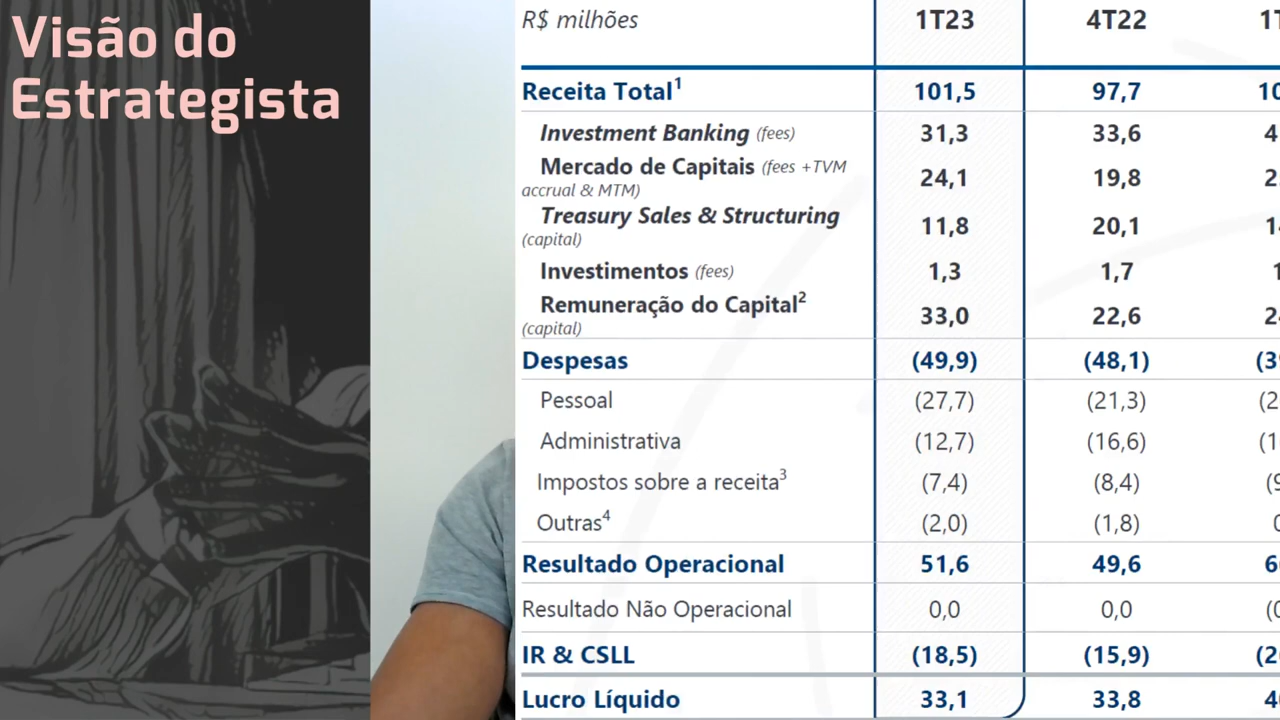 Visão do
Estrategista
R$ milhões 1T23 4T22
Receita Total¹ 101,5 97,7
Investment Banking (fees) 31,3 33,6
Mercado de Capitais (fees +TVM
accrual & MTM) 24,1 19,8
Treasury Sales & Structuring
(capital) 11,8 20,1
Investimentos (fees) 1,3 1,7
Remuneração do Capital²
(capital) 33,0 22,6
Despesas (49,9) (48,1)
Pessoal (27,7) (21,3)
Administrativa (12,7) (16,6)
Impostos sobre a receita³ (7,4) (8,4)
Outras⁴ (2,0) (1,8)
Resultado Operacional 51,6 49,6
Resultado Não Operacional 0,0 0,0
IR & CSLL (18,5) (15,9)
Lucro Líquido 33,1 33,8